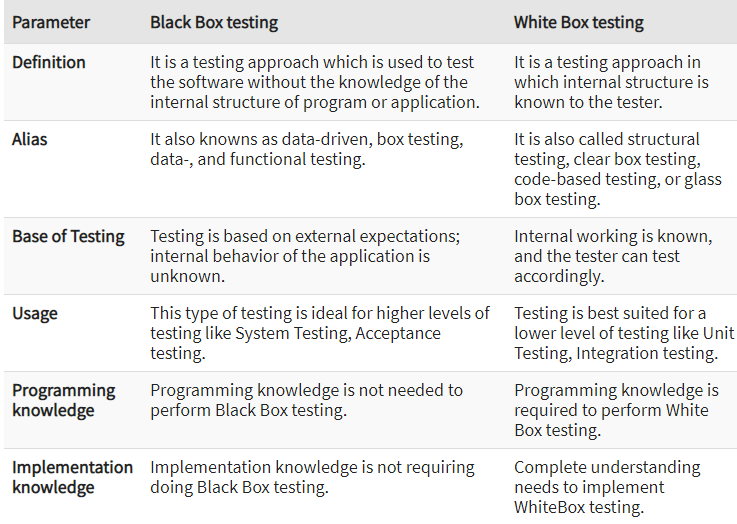 Parameter Black Box testing White Box testing
Definition It is a testing approach which is used to test It is a testing approach in
the software without the knowledge of the which internal structure is
internal structure of program or application. known to the tester.
Alias It also knowns as data-driven, box testing, It is also called structural
data-, and functional testing. testing, clear box testing,
code-based testing, or glass
box testing.
Base of Testing Testing is based on external expectations; Internal working is known,
internal behavior of the application is and the tester can test
unknown. accordingly.
Usage This type of testing is ideal for higher levels of Testing is best suited for a
testing like System Testing, Acceptance lower level of testing like Unit
testing. Testing, Integration testing.
Programming Programming knowledge is not needed to Programming knowledge is
knowledge perform Black Box testing. required to perform White
Box testing.
Implementation Implementation knowledge is not requiring Complete understanding
knowledge doing Black Box testing. needs to implement
WhiteBox testing.